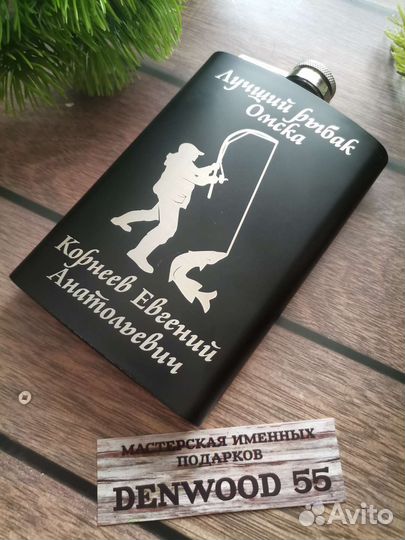 Лучший рыбак
Омска
Корнеев Евгений
Анатольевич
МАСТЕРСКАЯ ИМЕННЫХ
ПОДАРКОВ
DENWOOD 55
Avito